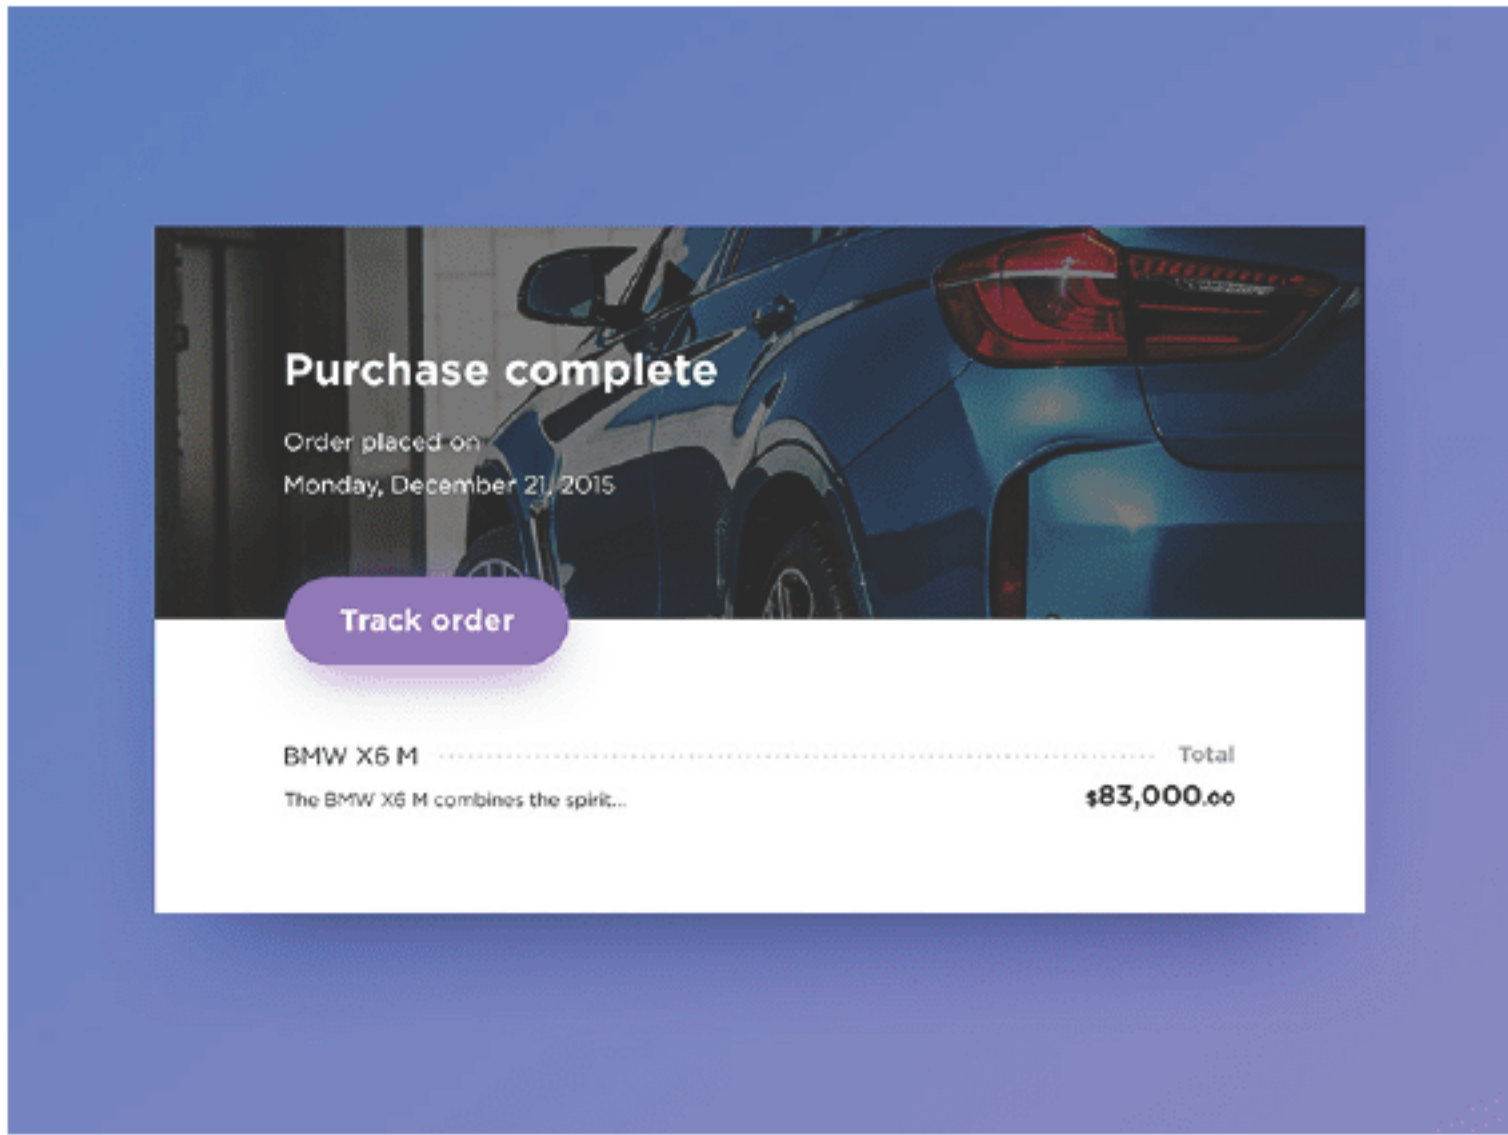 Purchase complete
Order placed on
Monday, December 21, 2015
Track order
BMW X6 M Total
The BMW X6 M combines the spirit... $83,000.00